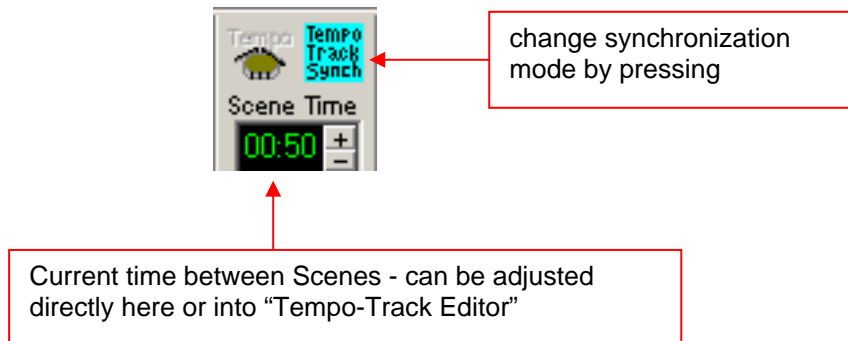 Tempo
Tempo
Track
Synch
change synchronization
mode by pressing
Scene Time
00:50 +
−
Current time between Scenes - can be adjusted
directly here or into “Tempo-Track Editor”